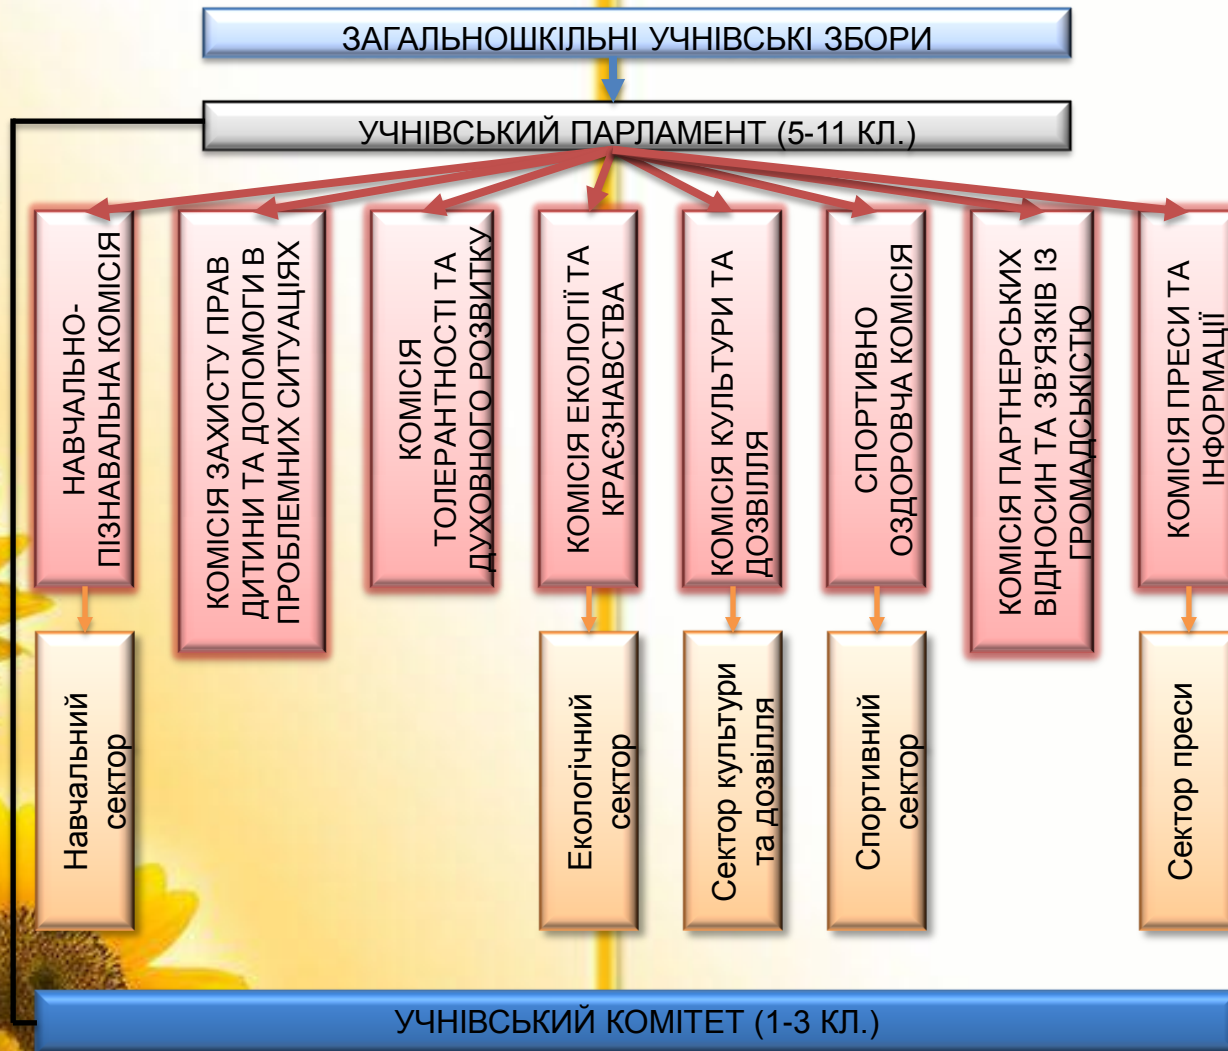 ЗАГАЛЬНОШКІЛЬНІ УЧНІВСЬКІ ЗБОРИ
УЧНІВСЬКИЙ ПАРЛАМЕНТ (5-11 КЛ.)
НАВЧАЛЬНО-
ПІЗНАВАЛЬНА КОМІСІЯ
КОМІСІЯ ЗАХИСТУ ПРАВ
ДИТИНИ ТА ДОПОМОГИ В
ПРОБЛЕМНИХ СИТУАЦІЯХ
КОМІСІЯ
ТОЛЕРАНТНОСТІ ТА
ДУХОВНОГО РОЗВИТКУ
КОМІСІЯ ЕКОЛОГІЇ ТА
КРАЄЗНАВСТВА
КОМІСІЯ КУЛЬТУРИ ТА
ДОЗВІЛЛЯ
СПОРТИВНО
ОЗДОРОВЧА КОМІСІЯ
КОМІСІЯ ПАРТНЕРСЬКИХ
ВІДНОСИН ТА ЗВ’ЯЗКІВ ІЗ
ГРОМАДСЬКІСТЮ
КОМІСІЯ ПРЕСИ ТА
ІНФОРМАЦІЇ
Навчальний
сектор
Екологічний
сектор
Сектор культури
та дозвілля
Спортивний
сектор
Сектор преси
УЧНІВСЬКИЙ КОМІТЕТ (1-3 КЛ.)